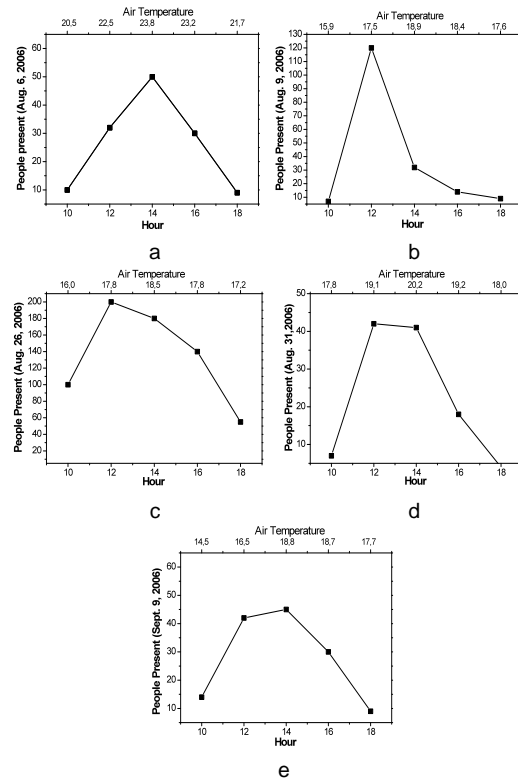 Air Temperature
20,5 22,5 23,8 23,2 21,7
People present (Aug. 6, 2006)
60
50
40
30
20
10
10 12 14 16 18
Hour
a
Air Temperature
15,9 17,5 18,9 18,4 17,6
People Present (Aug. 9, 2006)
130
120
110
100
90
80
70
60
50
40
30
20
10
10 12 14 16 18
Hour
b
Air Temperature
16,0 17,8 18,5 17,8 17,2
People Present (Aug. 26, 2006)
200
180
160
140
120
100
80
60
40
20
10 12 14 16 18
Hour
c
Air Temperature
17,8 19,1 20,2 19,2 18,0
People Present (Aug. 31,2006)
50
40
30
20
10
10 12 14 16 18
Hour
d
Air Temperature
14,5 16,5 18,8 18,7 17,7
People Present (Sept. 9, 2006)
60
50
40
30
20
10
10 12 14 16 18
Hour
e